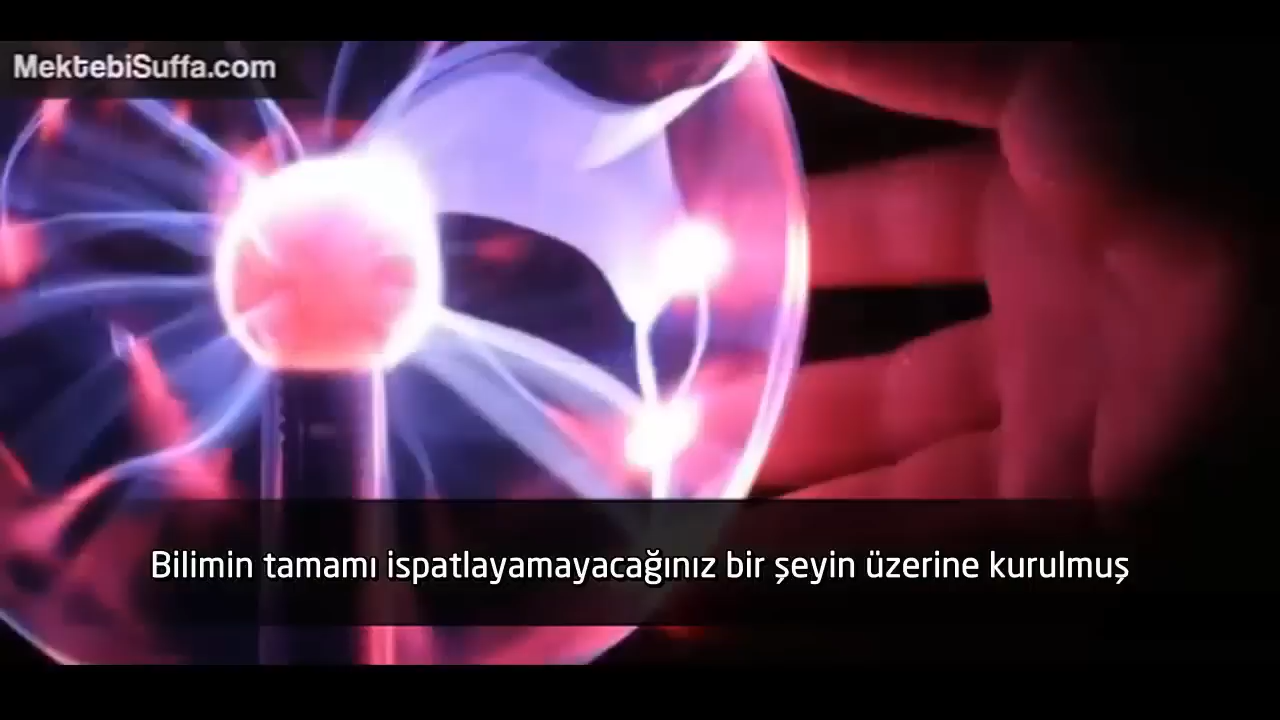 MektebiSuffa.com
Bilimin tamamı ispatlayamayacağınız bir şeyin üzerine kurulmuş